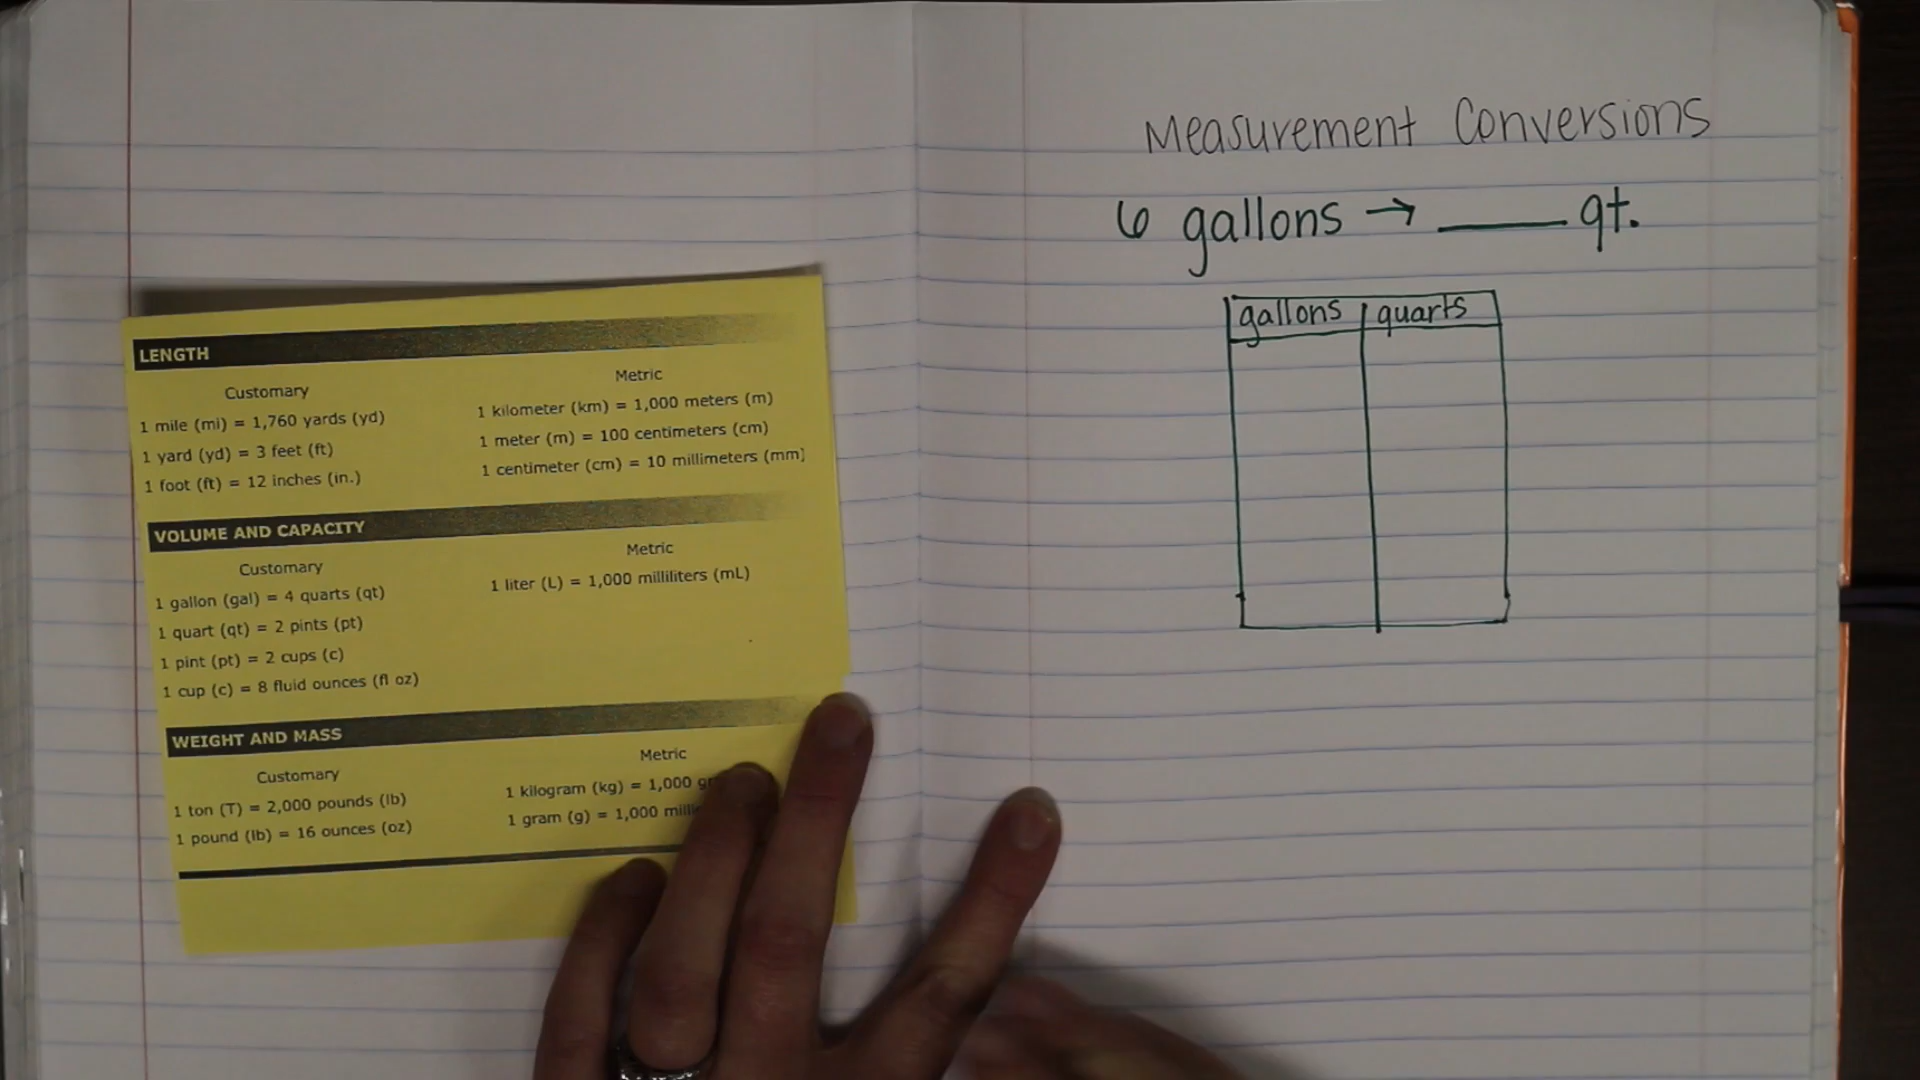 LENGTH
Customary
1 mile (mi) = 1,760 yards (yd)
1 yard (yd) = 3 feet (ft)
1 foot (ft) = 12 inches (in.)
Metric
1 kilometer (km) = 1,000 meters (m)
1 meter (m) = 100 centimeters (cm)
1 centimeter (cm) = 10 millimeters (mm)
VOLUME AND CAPACITY
Customary
1 gallon (gal) = 4 quarts (qt)
1 quart (qt) = 2 pints (pt)
1 pint (pt) = 2 cups (c)
1 cup (c) = 8 fluid ounces (fl oz)
Metric
1 liter (L) = 1,000 milliliters (mL)
WEIGHT AND MASS
Customary
1 ton (T) = 2,000 pounds (lb)
1 pound (lb) = 16 ounces (oz)
Metric
1 kilogram (kg) = 1,000
1 gram (g) = 1,000
Measurement Conversions
6 gallons → ____ qt.
gallons quarts